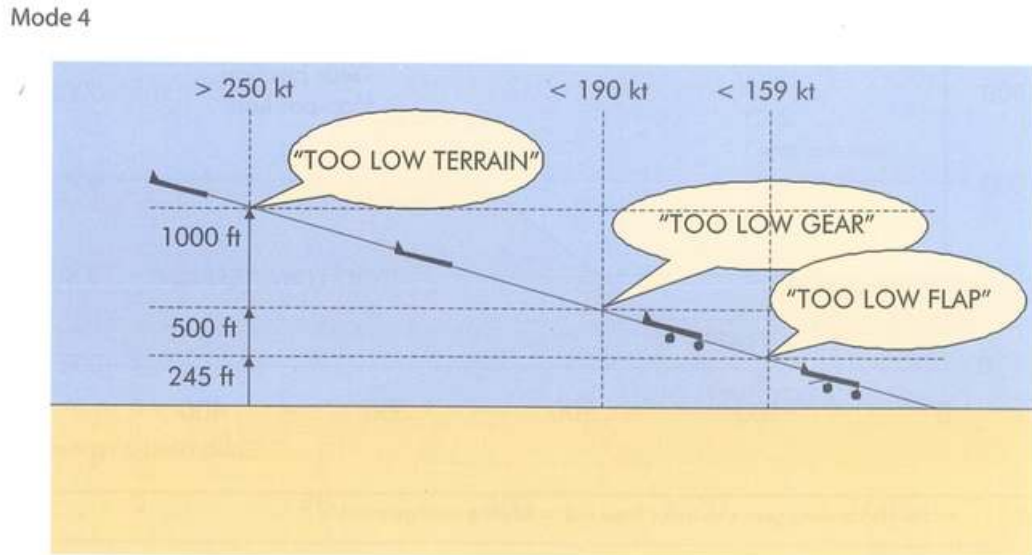 Mode 4
> 250 kt
< 190 kt
< 159 kt
"TOO LOW TERRAIN"
1000 ft
"TOO LOW GEAR"
"TOO LOW FLAP"
500 ft
245 ft